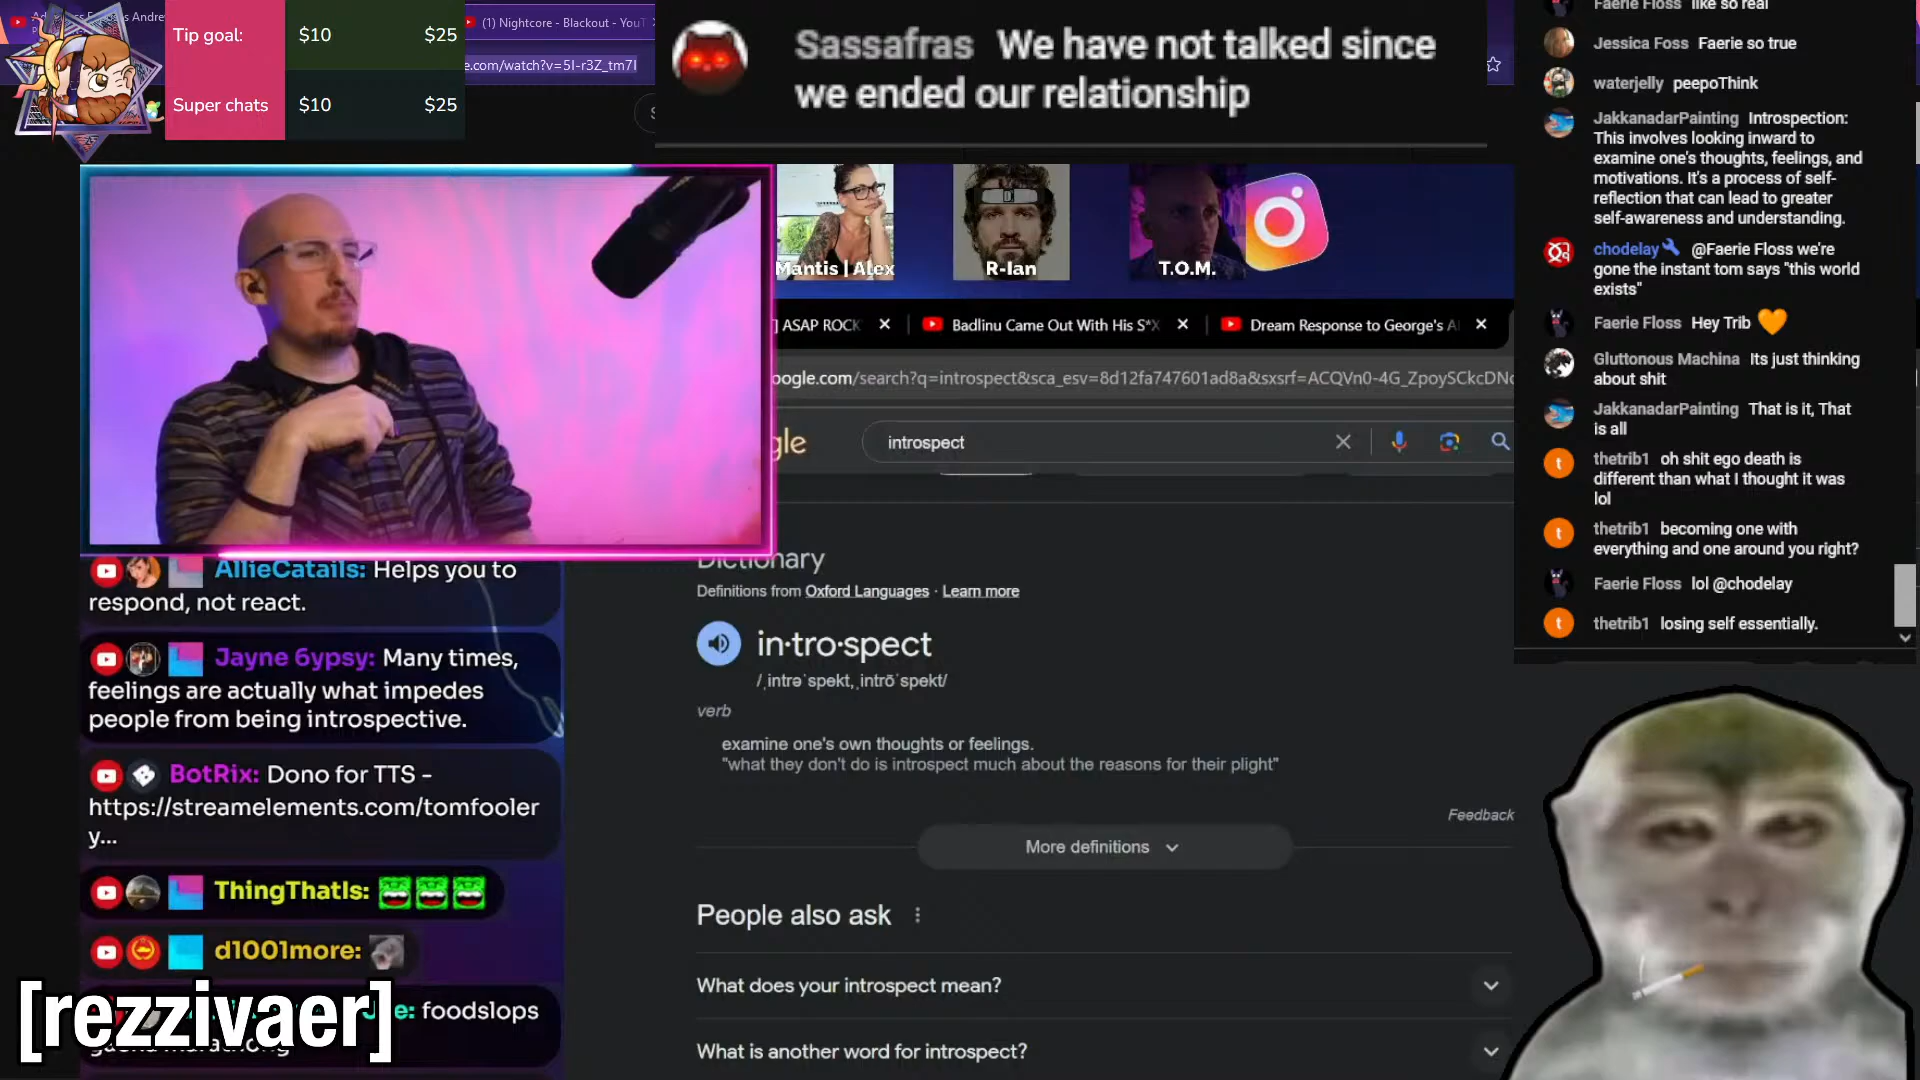 Tip goal:
$10
$25
Super chats
$10
$25
(1) Nightcore - Blackout - YouT
e.com/watch?v=5I-r3Z_tm7I
Sassafras We have not talked since
we ended our relationship
Mantis | Alex
R-Ian
T.O.M.
] ASAP ROCK
Badlinu Came Out With His S*X
Dream Response to George's Al
oogle.com/search?q=introspect&sca_esv=8d12fa747601ad8a&sxsrf=ACQVn0-4G_ZpoySCkcDNc
gle
introspect
Dictionary
Definitions from Oxford Languages · Learn more
in·tro·spect
/ˌintrəˈspekt,ˌintrōˈspekt/
verb
examine one's own thoughts or feelings.
"what they don't do is introspect much about the reasons for their plight"
Feedback
More definitions
People also ask
What does your introspect mean?
What is another word for introspect?
AllieCatails: Helps you to
respond, not react.
Jayne 6ypsy: Many times,
feelings are actually what impedes
people from being introspective.
BotRix: Dono for TTS -
https://streamelements.com/tomfooler
y...
ThingThatIs:
d1001more:
foodslops
[rezzivaer]
Faerie Floss like so real
Jessica Foss Faerie so true
waterjelly peepoThink
JakkanadarPainting Introspection:
This involves looking inward to
examine one's thoughts, feelings, and
motivations. It's a process of self-
reflection that can lead to greater
self-awareness and understanding.
chodelay @Faerie Floss we're
gone the instant tom says "this world
exists"
Faerie Floss Hey Trib 🧡
Gluttonous Machina Its just thinking
about shit
JakkanadarPainting That is it, That
is all
thetrib1 oh shit ego death is
different than what I thought it was
lol
thetrib1 becoming one with
everything and one around you right?
Faerie Floss lol @chodelay
thetrib1 losing self essentially.